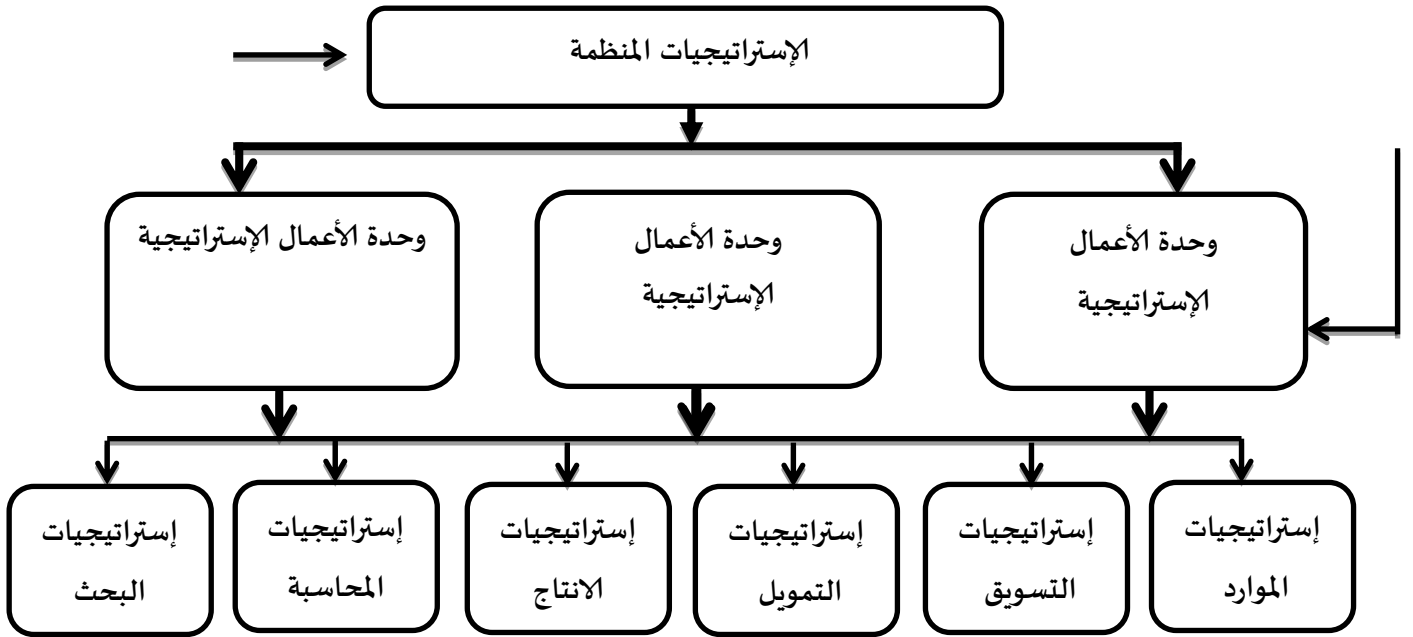 الإستراتيجيات المنظمة
وحدة الأعمال
الإستراتيجية
وحدة الأعمال
الإستراتيجية
وحدة الأعمال الإستراتيجية
إستراتيجيات
الموارد
إستراتيجيات
التسويق
إستراتيجيات
التمويل
إستراتيجيات
الانتاج
إستراتيجيات
المحاسبة
إستراتيجيات
البحث